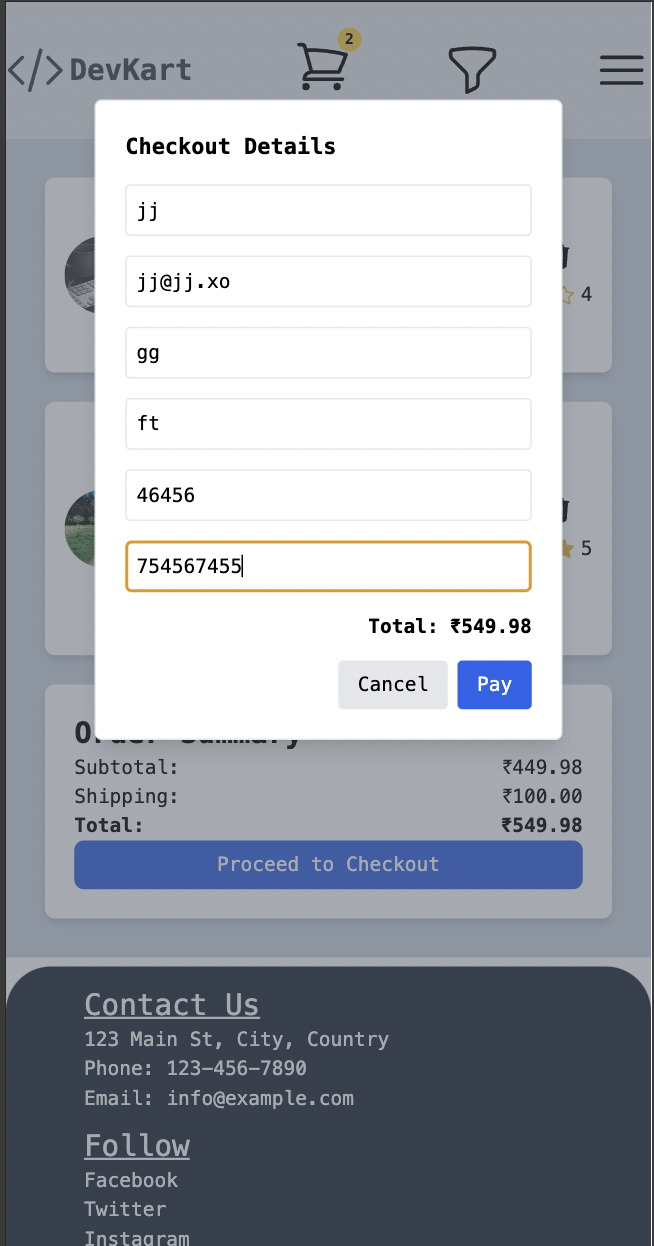 2
</> DevKart
Checkout Details
jj
jj@jj.xo
gg
ft
46456
754567455
Total: ₹549.98
Cancel Pay
4
5
Order Summary
Subtotal: ₹449.98
Shipping: ₹100.00
Total: ₹549.98
Proceed to Checkout
Contact Us
123 Main St, City, Country
Phone: 123-456-7890
Email: info@example.com
Follow
Facebook
Twitter
Instagram